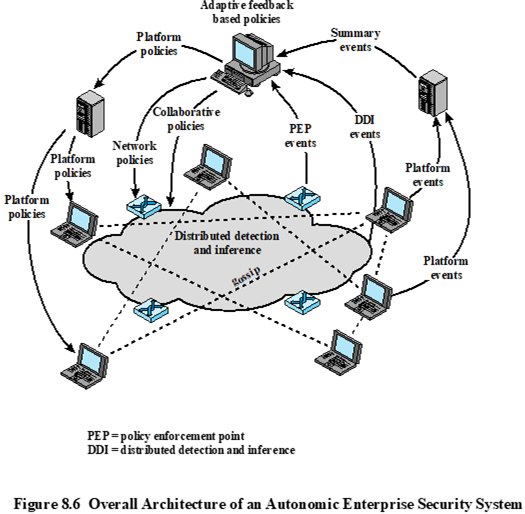 Adaptive feedback
based policies
Platform
policies
Summary
events
Collaborative
policies
Network
policies
PEP
events
DDI
events
Platform
policies
Platform
policies
Platform
events
Platform
events
Distributed detection
and inference
gossip
PEP = policy enforcement point
DDI = distributed detection and inference
Figure 8.6 Overall Architecture of an Autonomic Enterprise Security System